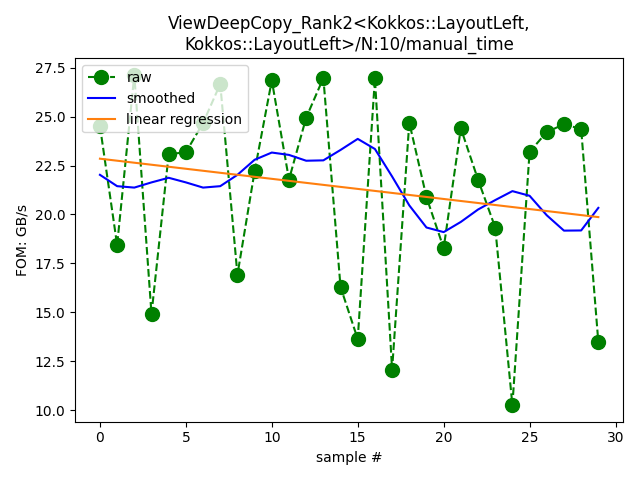 ViewDeepCopy_Rank2<Kokkos::LayoutLeft,
Kokkos::LayoutLeft>/N:10/manual_time
raw
smoothed
linear regression
FOM: GB/s
27.5
25.0
22.5
20.0
17.5
15.0
12.5
10.0
0 5 10 15 20 25 30
sample #